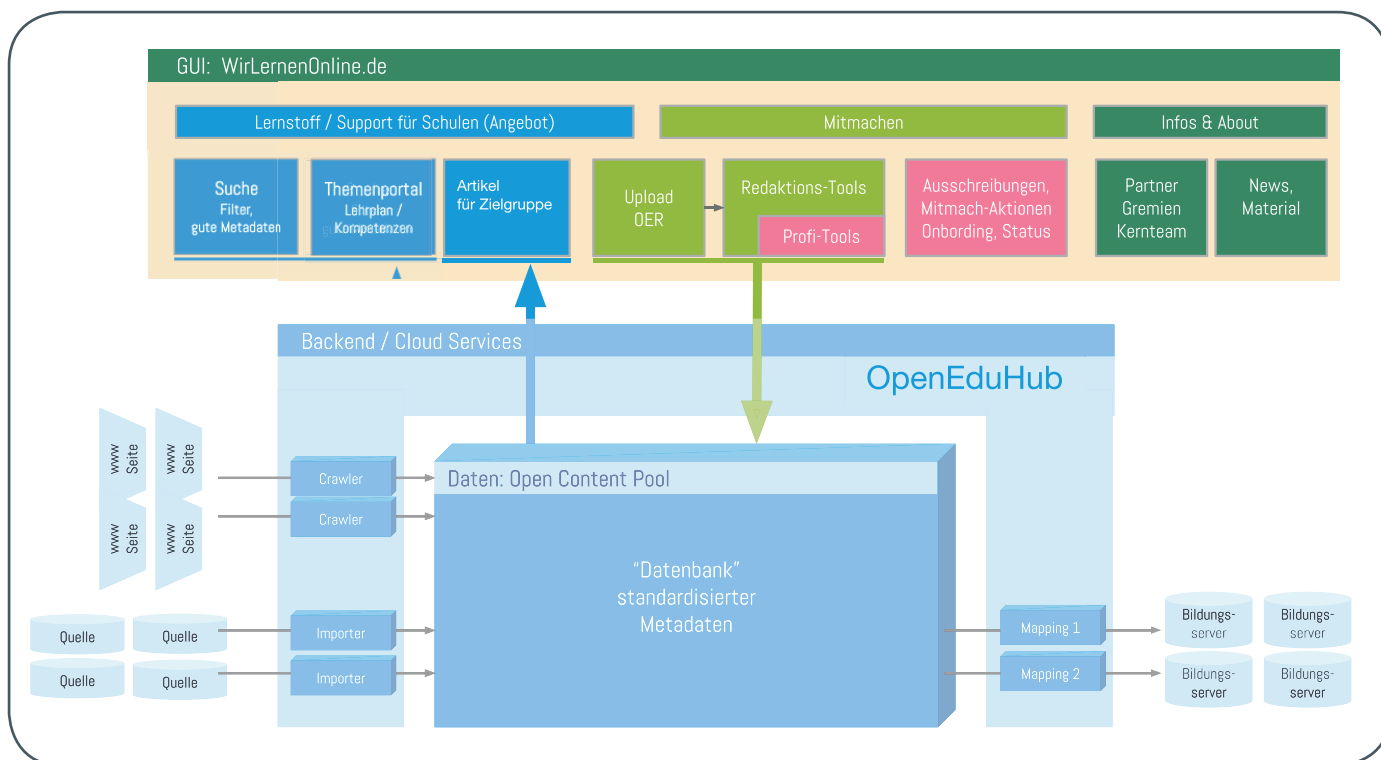 GUI: WirLernenOnline.de
Lernstoff / Support für Schulen (Angebot)
Mitmachen
Infos & About
Suche
Filter,
gute Metadaten
Themenportal
Lehrplan /
Kompetenzen
Artikel
für Zielgruppe
Upload
OER
Redaktions-Tools
Profi-Tools
Ausschreibungen,
Mitmach-Aktionen
Onbording, Status
Partner
Gremien
Kernteam
News,
Material
Backend / Cloud Services
OpenEduHub
www
Seite
www
Seite
www
Seite
www
Seite
Crawler
Crawler
Daten: Open Content Pool
"Datenbank"
standardisierter
Metadaten
Quelle
Quelle
Quelle
Quelle
Importer
Importer
Mapping 1
Mapping 2
Bildungs-
server
Bildungs-
server
Bildungs-
server
Bildungs-
server